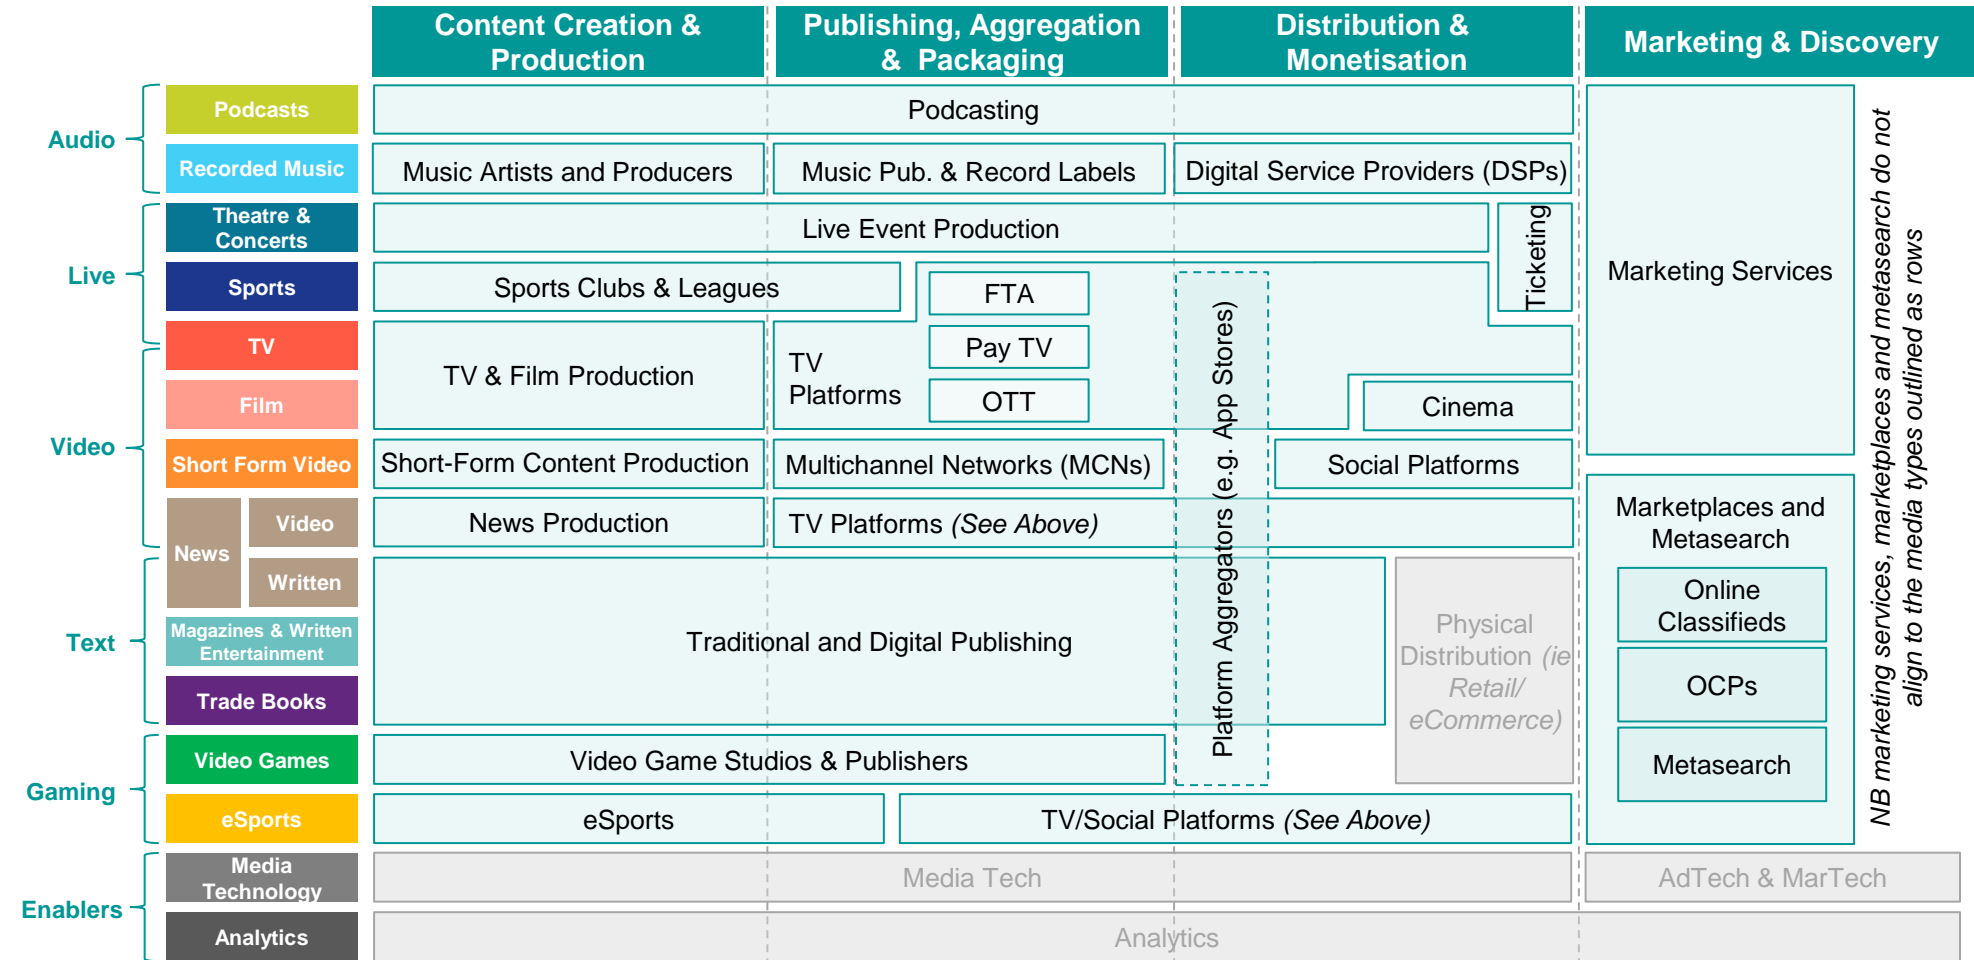 Content Creation &
Production
Publishing, Aggregation
& Packaging
Distribution &
Monetisation
Marketing & Discovery
Audio
Podcasts
Podcasting
Recorded Music
Music Artists and Producers
Music Pub. & Record Labels
Digital Service Providers (DSPs)
Live
Theatre &
Concerts
Live Event Production
Ticketing
Sports
Sports Clubs & Leagues
FTA
TV
Pay TV
TV
Platforms
OTT
TV & Film Production
Film
Cinema
Video
Short Form Video
Short-Form Content Production
Multichannel Networks (MCNs)
Social Platforms
Platform Aggregators (e.g. App Stores)
News
Video
News Production
TV Platforms (See Above)
Written
Text
Magazines & Written
Entertainment
Traditional and Digital Publishing
Physical
Distribution (ie
Retail/
eCommerce)
Trade Books
Gaming
Video Games
Video Game Studios & Publishers
eSports
eSports
TV/Social Platforms (See Above)
Enablers
Media
Technology
Media Tech
AdTech & MarTech
Analytics
Analytics
Marketing Services
Marketplaces and
Metasearch
Online
Classifieds
OCPs
Metasearch
NB marketing services, marketplaces and metasearch do not
align to the media types outlined as rows